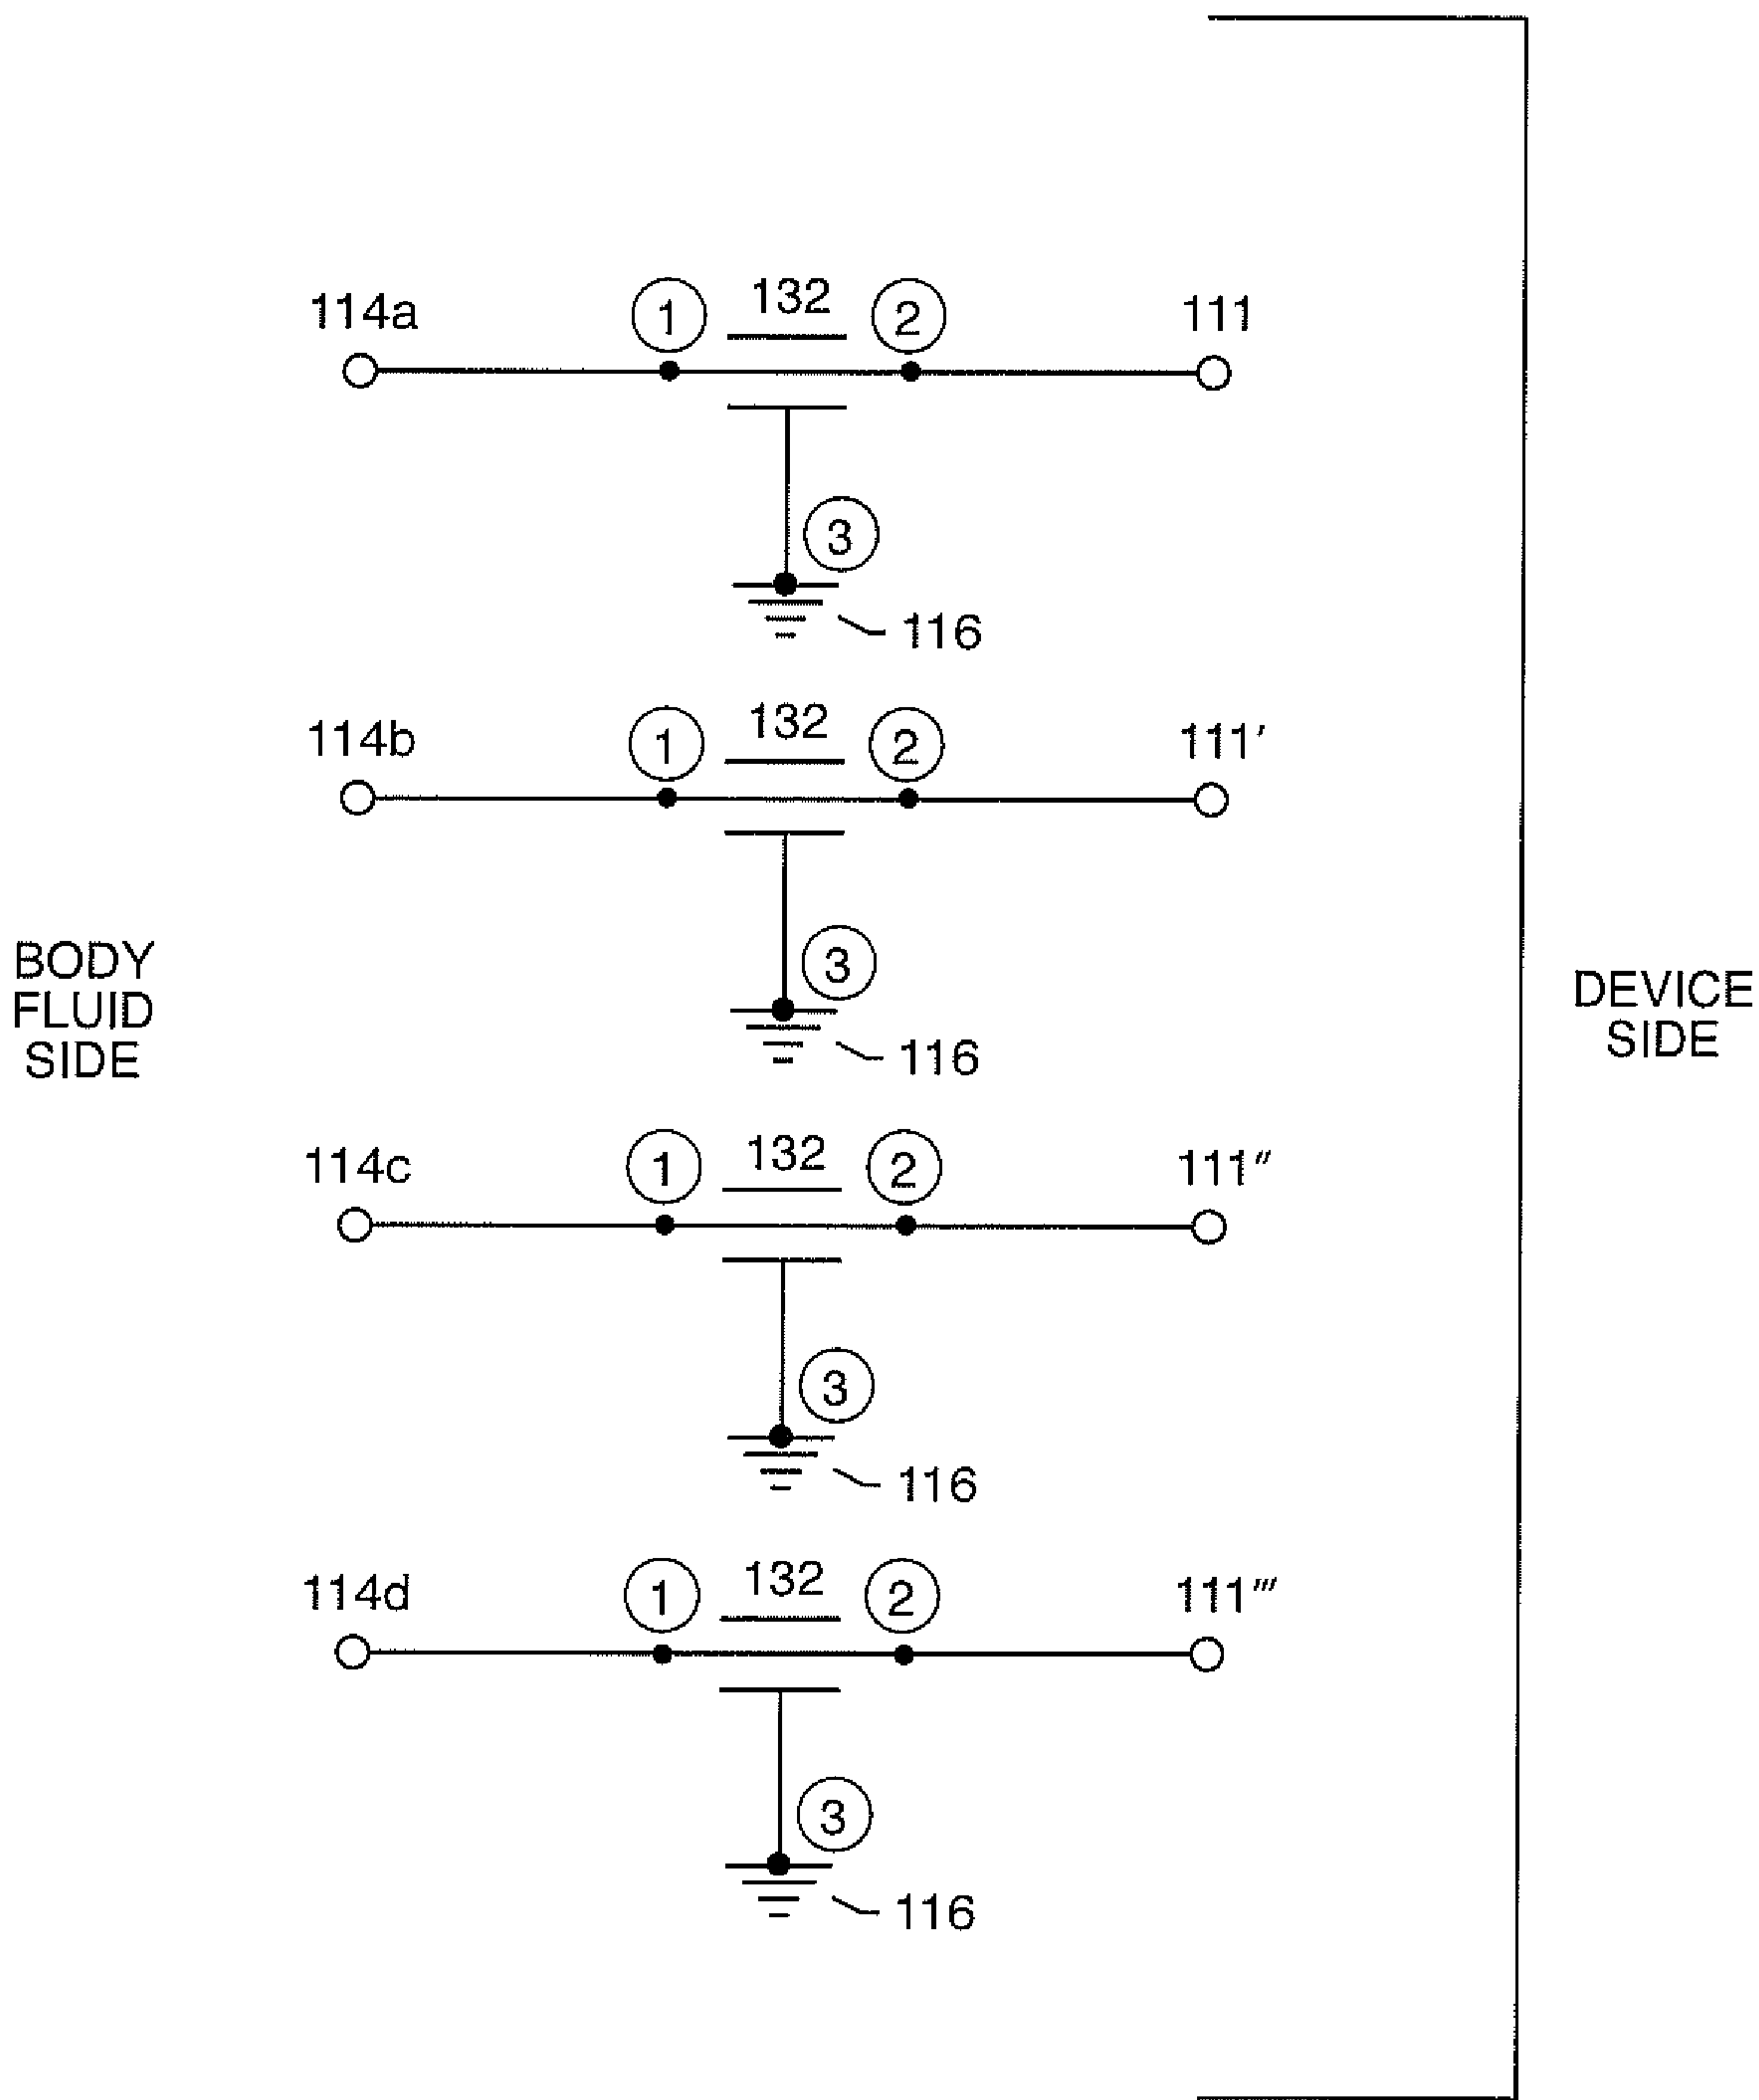 132
114a 1 2 111
3
116
132
114b 1 2 111'
3
BODY
FLUID
SIDE
DEVICE
SIDE
116
132
114c 1 2 111"
3
116
132
114d 1 2 111'"
3
116